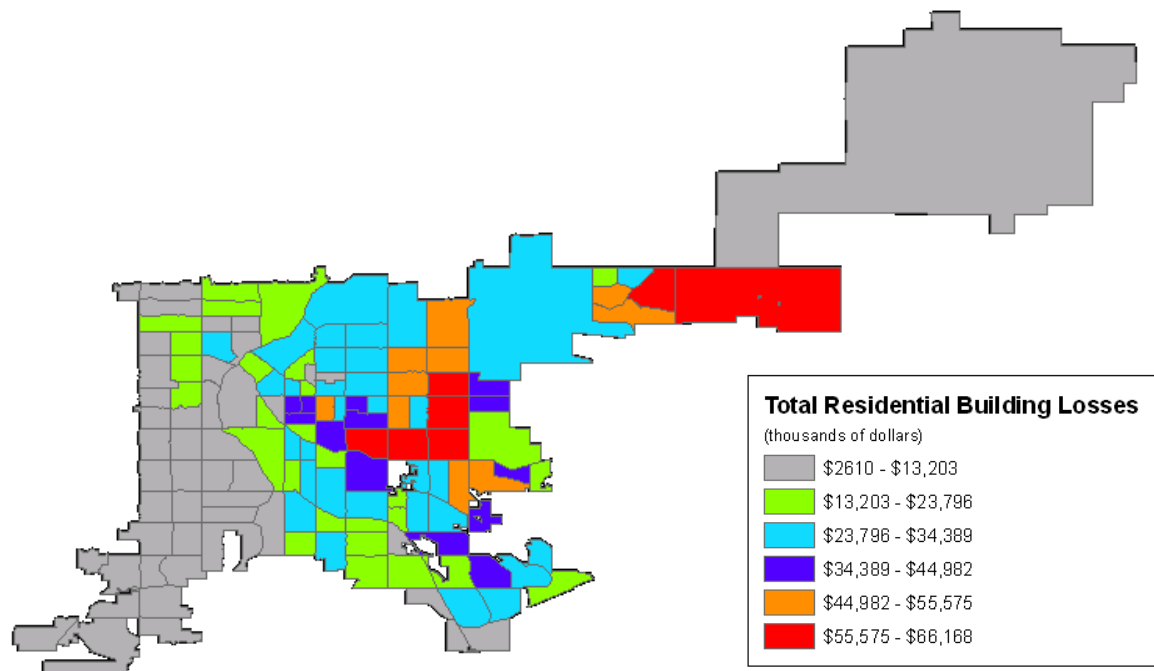 Total Residential Building Losses
(thousands of dollars)
$2610 - $13,203
$13,203 - $23,796
$23,796 - $34,389
$34,389 - $44,982
$44,982 - $55,575
$55,575 - $66,168